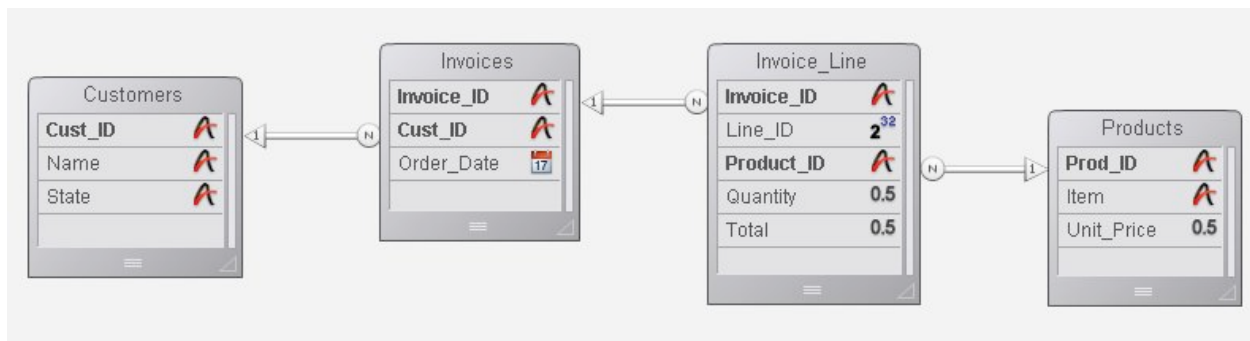 Customers
Cust_ID
Name
State
1
N
Invoices
Invoice_ID
Cust_ID
Order_Date
17
1
N
Invoice_Line
Invoice_ID
Line_ID 2^32
Product_ID
Quantity 0.5
Total 0.5
N
1
Products
Prod_ID
Item
Unit_Price 0.5